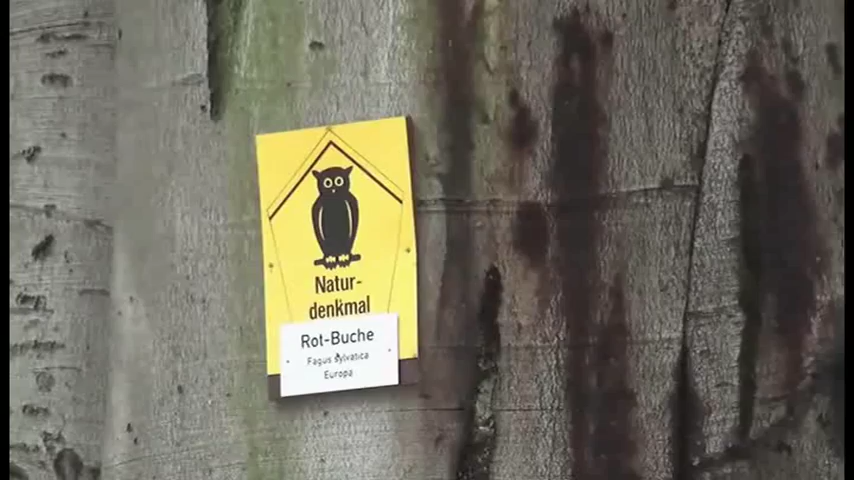 Natur-
denkmal
Rot-Buche
Fagus sylvatica
Europa